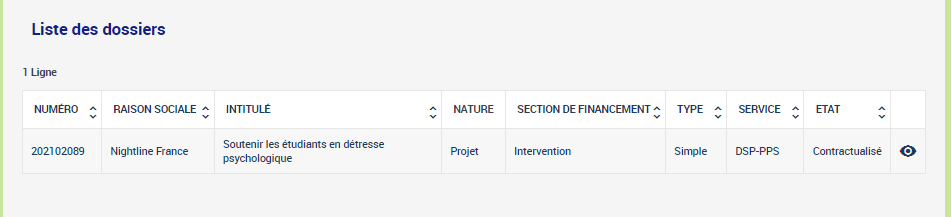 Liste des dossiers
1 Ligne
NUMÉRO RAISON SOCIALE INTITULÉ NATURE SECTION DE FINANCEMENT TYPE SERVICE ETAT
202102089 Nightline France Soutenir les étudiants en détresse psychologique Projet Intervention Simple DSP-PPS Contractualisé